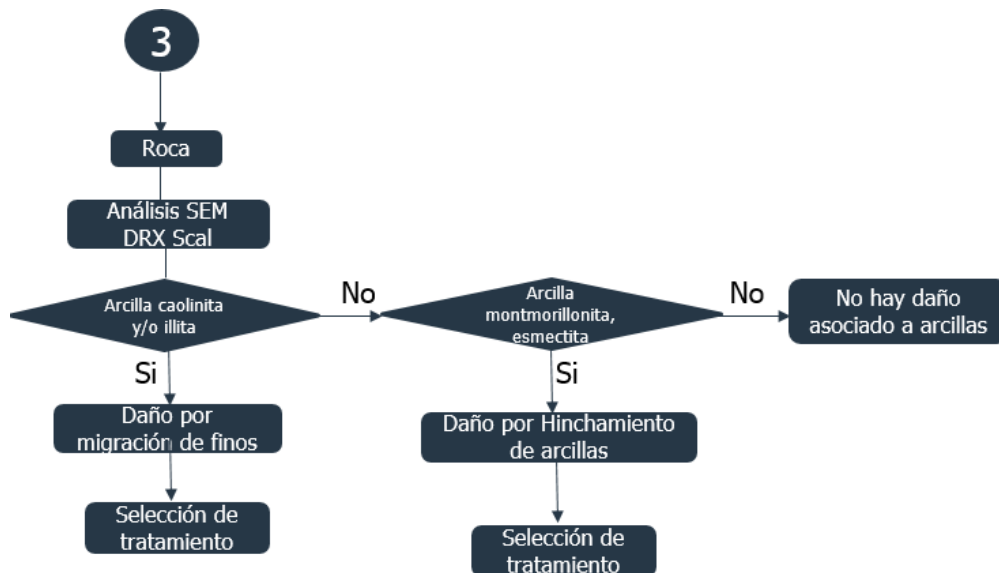 3
Roca
Análisis SEM
DRX Scal
Arcilla caolinita
y/o illita
No
Arcilla
montmorillonita,
esmectita
No
No hay daño
asociado a arcillas
Si
Si
Daño por
migración de finos
Daño por Hinchamiento
de arcillas
Selección de
tratamiento
Selección de
tratamiento